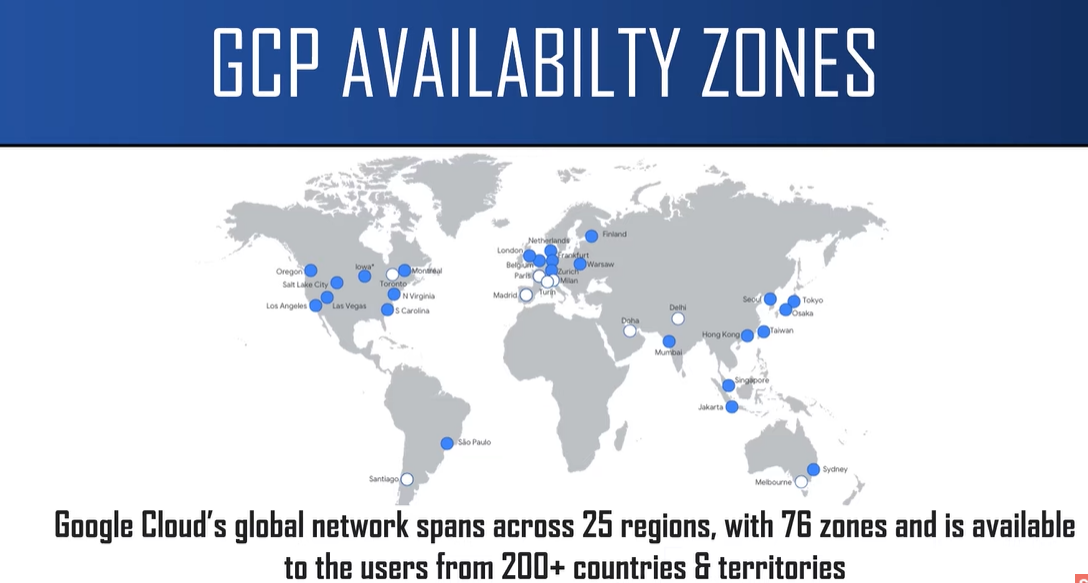 GCP AVAILABILTY ZONES
Finland
Netherlands
London
Frankfurt
Belgium
Warsaw
Zurich
Paris
Milan
Turin
Madrid
Oregon
Iowa*
Montréal
Toronto
Salt Lake City
N Virginia
Los Angeles
Las Vegas
S Carolina
Seoul
Tokyo
Osaka
Delhi
Doha
Hong Kong
Taiwan
Mumbai
Singapore
Jakarta
São Paulo
Sydney
Santiago
Melbourne
Google Cloud's global network spans across 25 regions, with 76 zones and is available
to the users from 200+ countries & territories